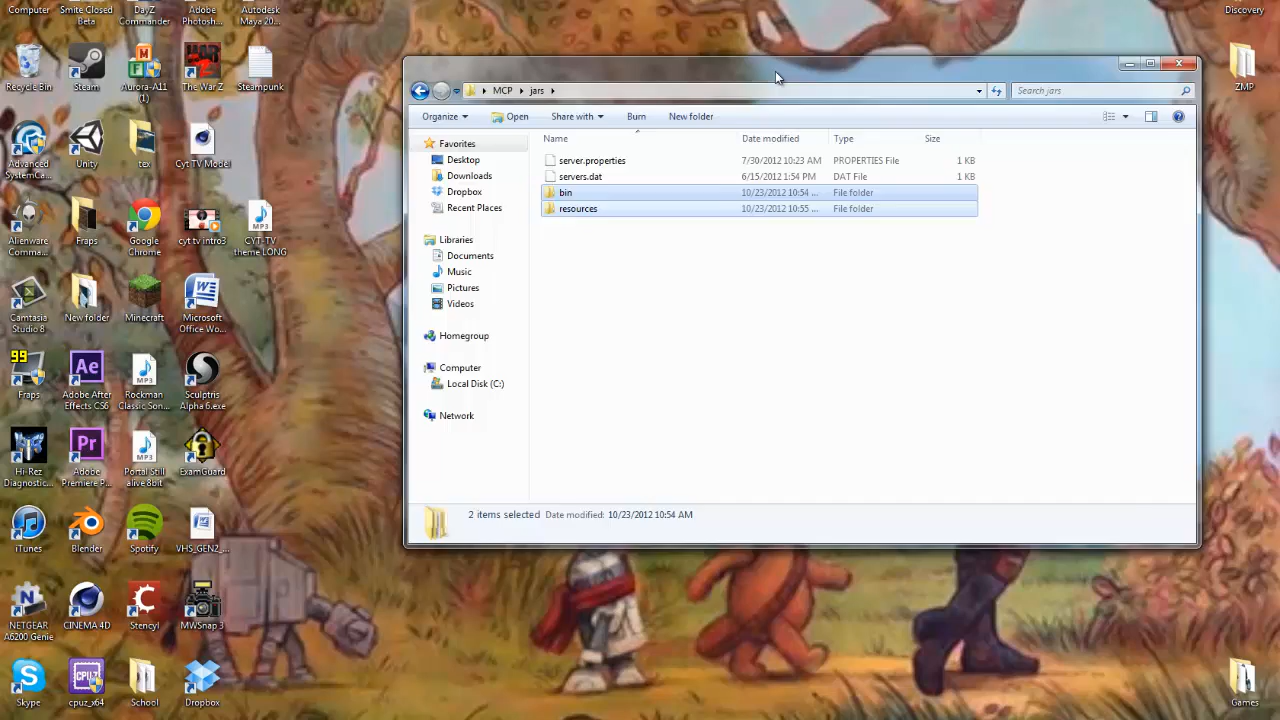 Computer
Smite Closed
Beta
DayZ
Commander
Adobe
Photosh...
Autodesk
Maya 20...
Discovery
Recycle Bin
Steam
Aurora-A11
(1)
The War Z
Steampunk
ZMP
Advanced
SystemCa...
Unity
tex
Cyt TV Model
Alienware
Comma...
Fraps
Google
Chrome
cyt tv intro3
CYT-TV
theme LONG
Camtasia
Studio 8
New folder
Minecraft
Microsoft
Office Wo...
99
Fraps
Adobe After
Effects CS6
Rockman
Classic Son...
Sculptris
Alpha 6.exe
Hi-Rez
Diagnostic...
Adobe
Premiere P...
Portal Still
alive 8bit
ExamGuard
iTunes
Blender
Spotify
VHS_GEN2_...
NETGEAR
A6200 Genie
CINEMA 4D
Stencyl
MWSnap 3
Skype
cpuz_x64
School
Dropbox
Games
MCP jars
Search jars
Organize Open Share with Burn New folder
Name Date modified Type Size
server.properties 7/30/2012 10:23 AM PROPERTIES File 1 KB
servers.dat 6/15/2012 1:54 PM DAT File 1 KB
bin 10/23/2012 10:54 ... File folder
resources 10/23/2012 10:55 ... File folder
Favorites
Desktop
Downloads
Dropbox
Recent Places
Libraries
Documents
Music
Pictures
Videos
Homegroup
Computer
Local Disk (C:)
Network
2 items selected Date modified: 10/23/2012 10:54 AM